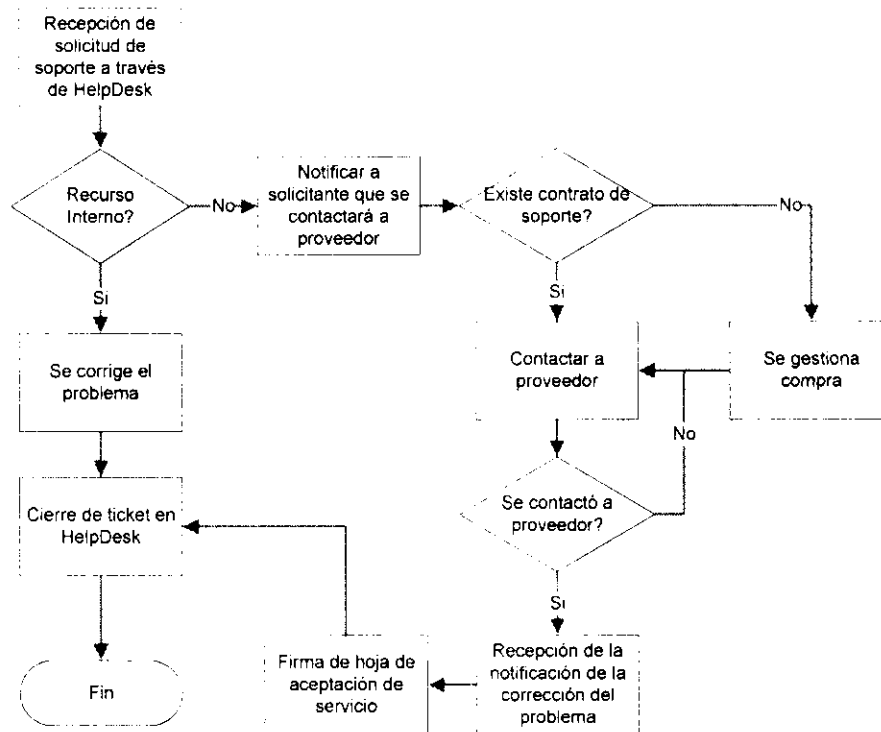 Recepción de
solicitud de
soporte a través
de HelpDesk
Recurso
Interno?
No
Notificar a
solicitante que se
contactará a
proveedor
Existe contrato de
soporte?
No
Si
Si
Se corrige el
problema
Contactar a
proveedor
Se gestiona
compra
No
Cierre de ticket en
HelpDesk
Se contactó a
proveedor?
Si
Fin
Firma de hoja de
aceptación de
servicio
Recepción de la
notificación de la
corrección del
problema